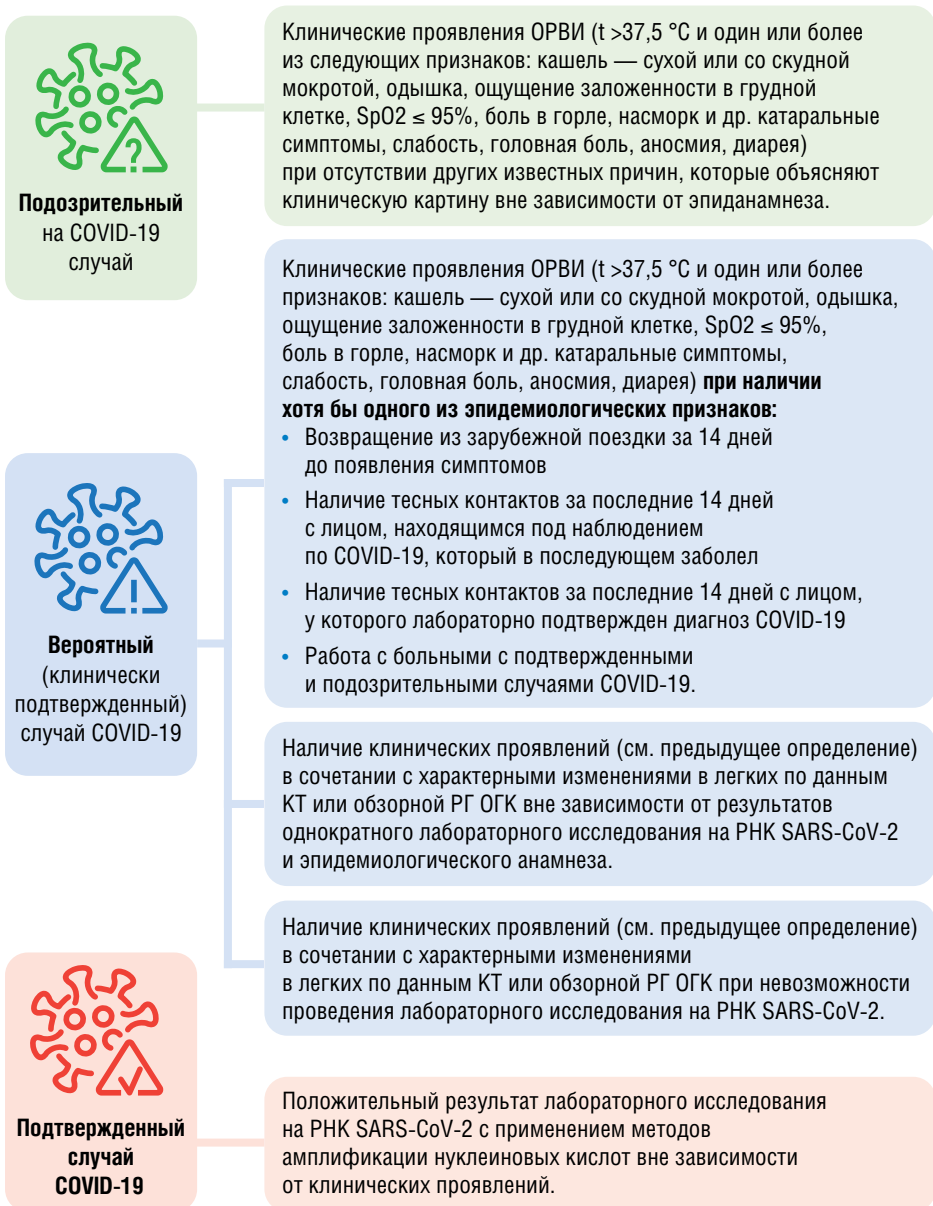 Подозрительный
на COVID-19
случай
Клинические проявления ОРВИ (t >37,5 °C и один или более
из следующих признаков: кашель — сухой или со скудной
мокротой, одышка, ощущение заложенности в грудной
клетке, SpO2 ≤ 95%, боль в горле, насморк и др. катаральные
симптомы, слабость, головная боль, аносмия, диарея)
при отсутствии других известных причин, которые объясняют
клиническую картину вне зависимости от эпиданамнеза.
Вероятный
(клинически
подтвержденный)
случай COVID-19
Клинические проявления ОРВИ (t >37,5 °C и один или более
признаков: кашель — сухой или со скудной мокротой, одышка,
ощущение заложенности в грудной клетке, SpO2 ≤ 95%,
боль в горле, насморк и др. катаральные симптомы,
слабость, головная боль, аносмия, диарея) при наличии
хотя бы одного из эпидемиологических признаков:
• Возвращение из зарубежной поездки за 14 дней
до появления симптомов
• Наличие тесных контактов за последние 14 дней
с лицом, находящимся под наблюдением
по COVID-19, который в последующем заболел
• Наличие тесных контактов за последние 14 дней с лицом,
у которого лабораторно подтвержден диагноз COVID-19
• Работа с больными с подтвержденными
и подозрительными случаями COVID-19.
Наличие клинических проявлений (см. предыдущее определение)
в сочетании с характерными изменениями в легких по данным
КТ или обзорной РГ ОГК вне зависимости от результатов
однократного лабораторного исследования на РНК SARS-CoV-2
и эпидемиологического анамнеза.
Наличие клинических проявлений (см. предыдущее определение)
в сочетании с характерными изменениями
в легких по данным КТ или обзорной РГ ОГК при невозможности
проведения лабораторного исследования на РНК SARS-CoV-2.
Подтвержденный
случай
COVID-19
Положительный результат лабораторного исследования
на РНК SARS-CoV-2 с применением методов
амплификации нуклеиновых кислот вне зависимости
от клинических проявлений.